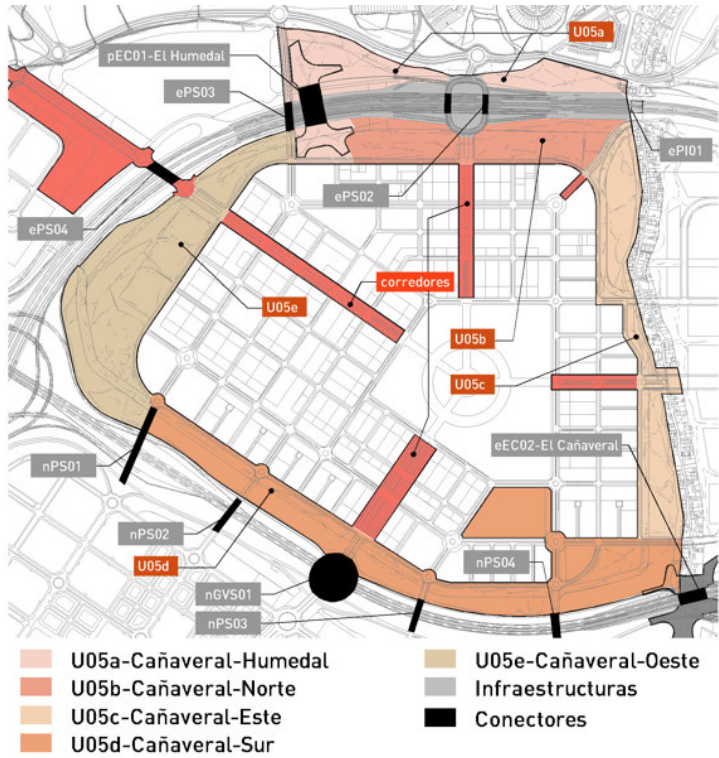 U05a
pEC01-El Humedal
ePS03
ePI01
ePS02
ePS04
corredores
U05e
U05b
U05c
eEC02-El Cañaveral
nPS01
nPS02
U05d
nPS04
nGVS01
nPS03
U05a-Cañaveral-Humedal
U05b-Cañaveral-Norte
U05c-Cañaveral-Este
U05d-Cañaveral-Sur
U05e-Cañaveral-Oeste
Infraestructuras
Conectores